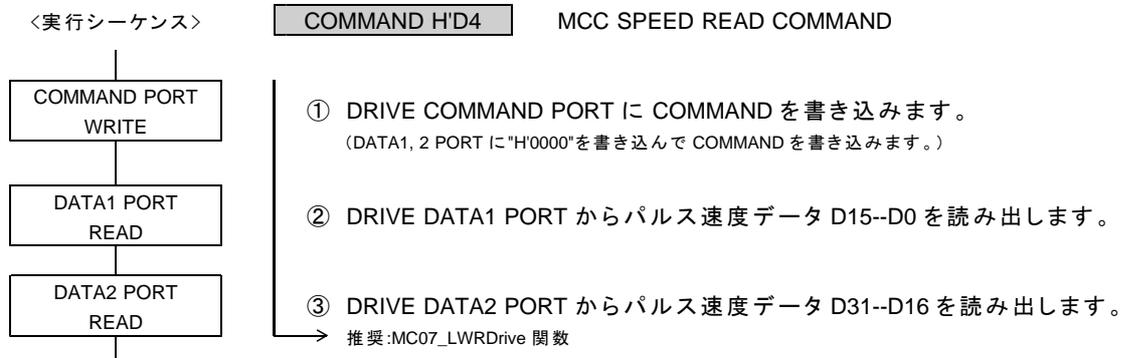 <実行シーケンス>
COMMAND H'D4
MCC SPEED READ COMMAND
COMMAND PORT
WRITE
① DRIVE COMMAND PORT に COMMAND を書き込みます。
（DATA1, 2 PORT に"H'0000"を書き込んで COMMAND を書き込みます。）
DATA1 PORT
READ
② DRIVE DATA1 PORT からパルス速度データ D15--D0 を読み出します。
DATA2 PORT
READ
③ DRIVE DATA2 PORT からパルス速度データ D31--D16 を読み出します。
推奨:MC07_LWRDrive 関数